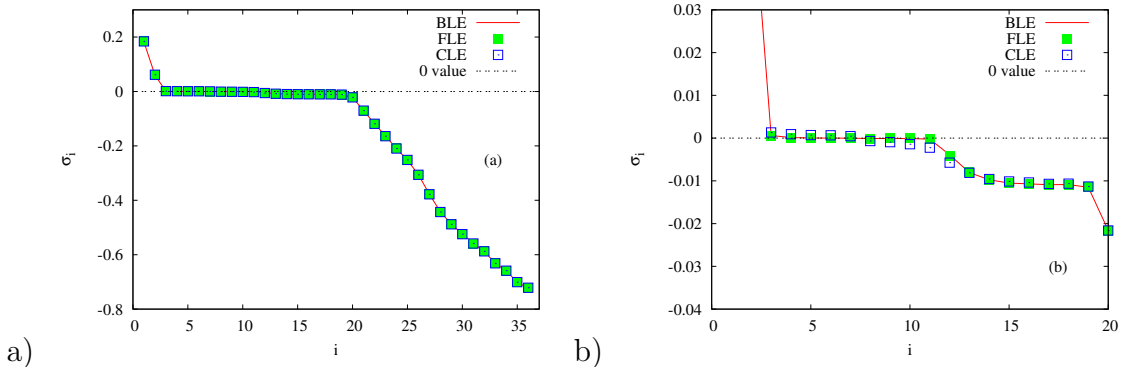 BLE
FLE
CLE
0 value
0.2
0
-0.2
-0.4
-0.6
-0.8
σi
(a)
0 5 10 15 20 25 30 35
i
a)
BLE
FLE
CLE
0 value
0.03
0.02
0.01
0
-0.01
-0.02
-0.03
-0.04
σi
(b)
0 5 10 15 20
i
b)